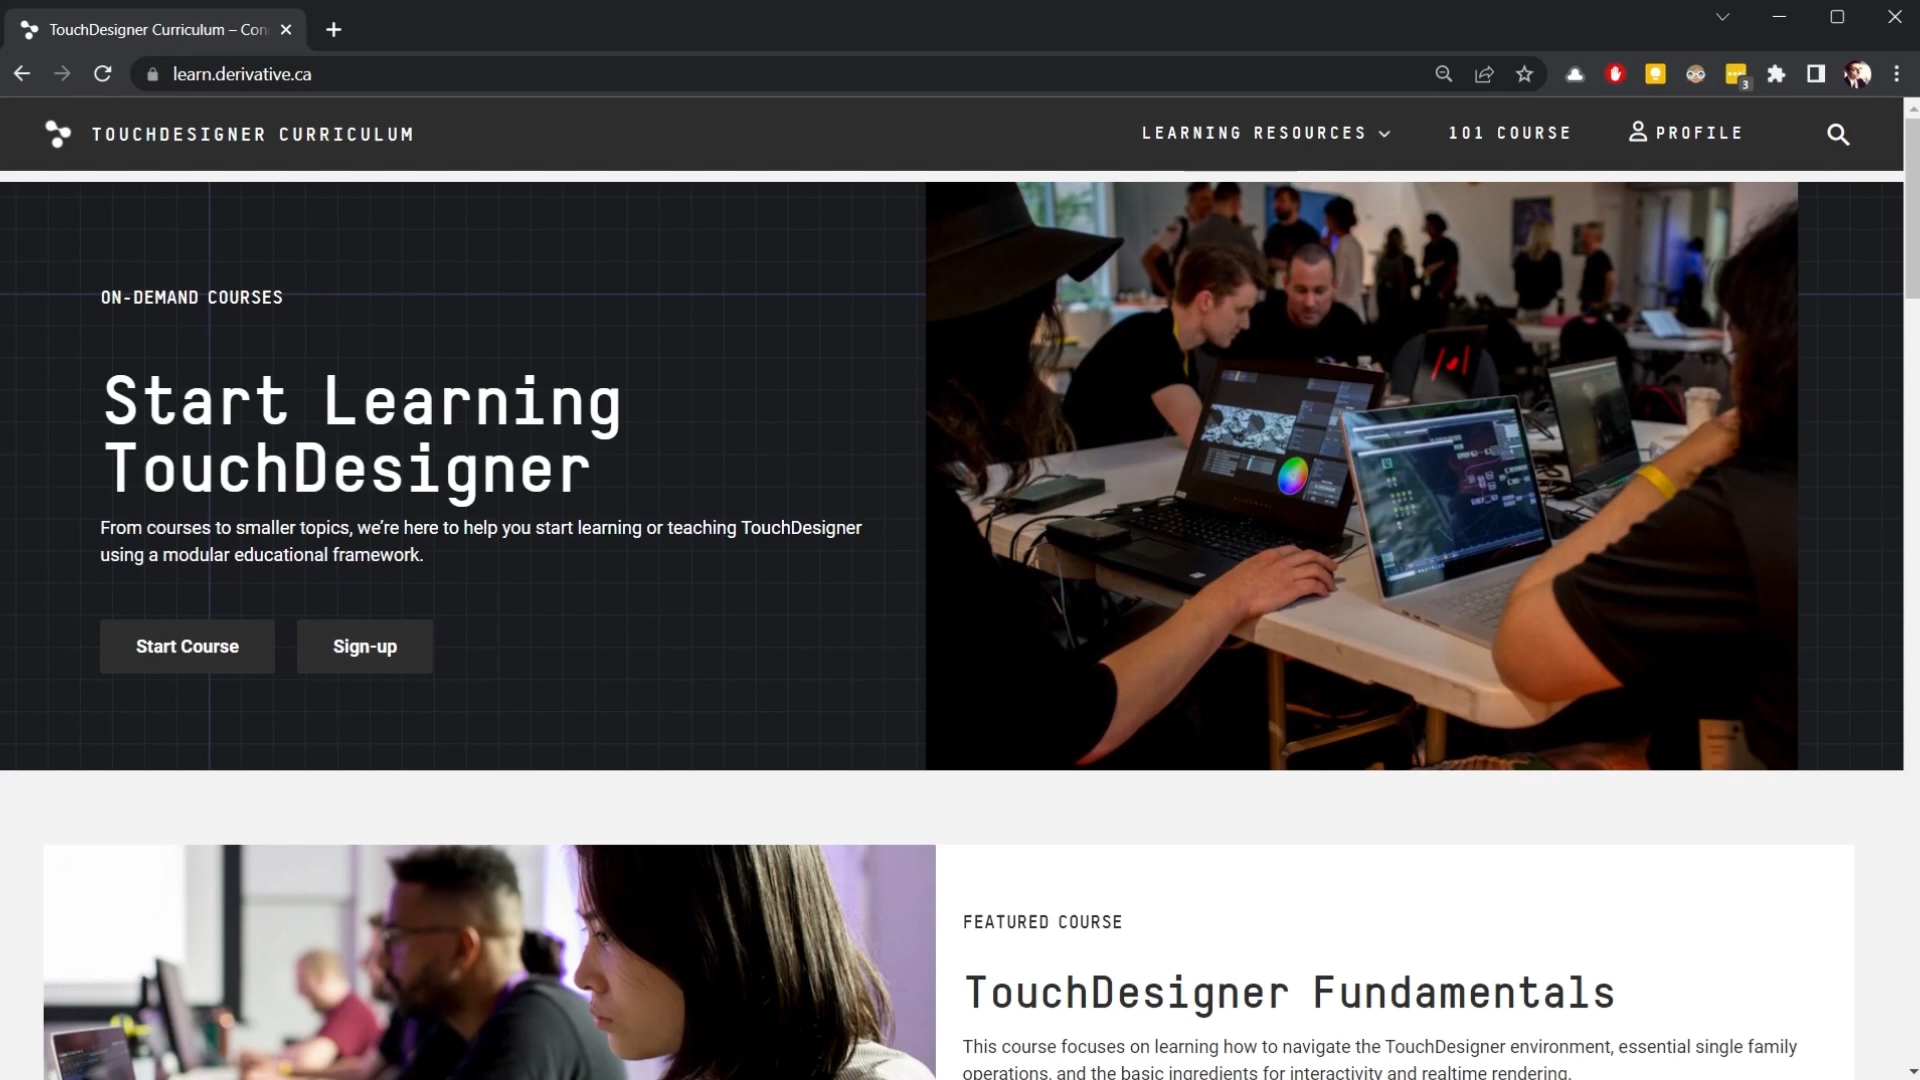 TouchDesigner Curriculum – Con
learn.derivative.ca
3
TOUCHDESIGNER CURRICULUM
LEARNING RESOURCES
101 COURSE
PROFILE
ON-DEMAND COURSES
Start Learning
TouchDesigner
From courses to smaller topics, we’re here to help you start learning or teaching TouchDesigner
using a modular educational framework.
Start Course
Sign-up
FEATURED COURSE
TouchDesigner Fundamentals
This course focuses on learning how to navigate the TouchDesigner environment, essential single family
operations, and the basic ingredients for interactivity and realtime rendering.